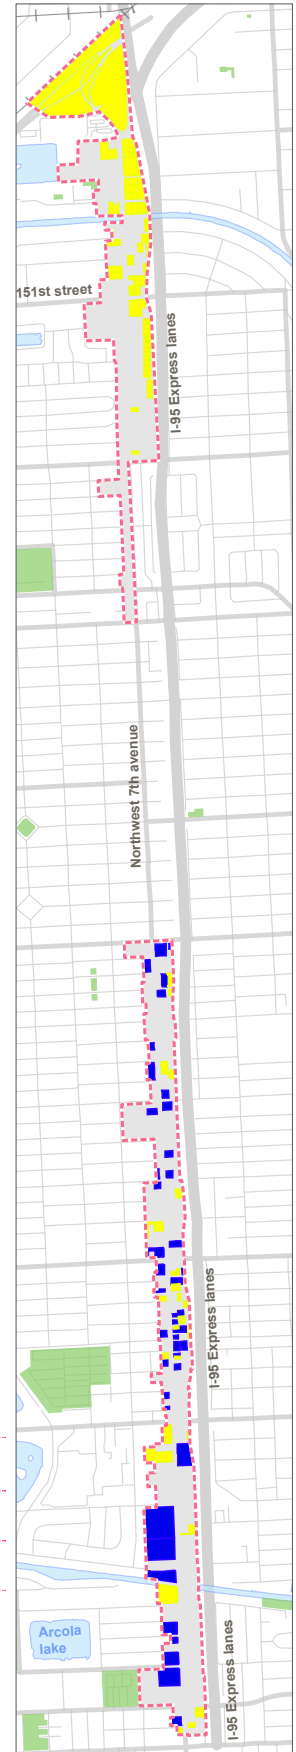 151st street
I-95 Express lanes
Northwest 7th avenue
I-95 Express lanes
Arcola
lake
I-95 Express lanes